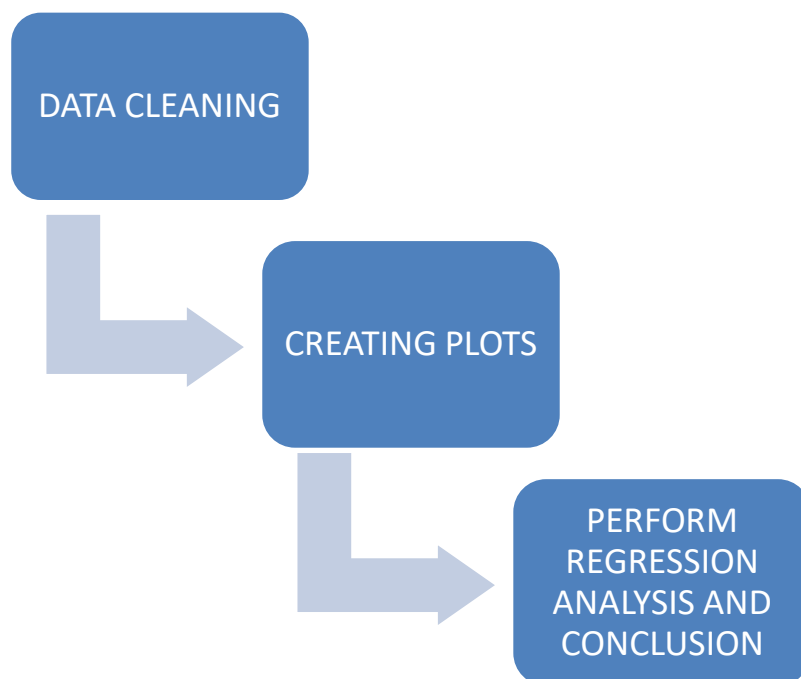 DATA CLEANING
CREATING PLOTS
PERFORM
REGRESSION
ANALYSIS AND
CONCLUSION